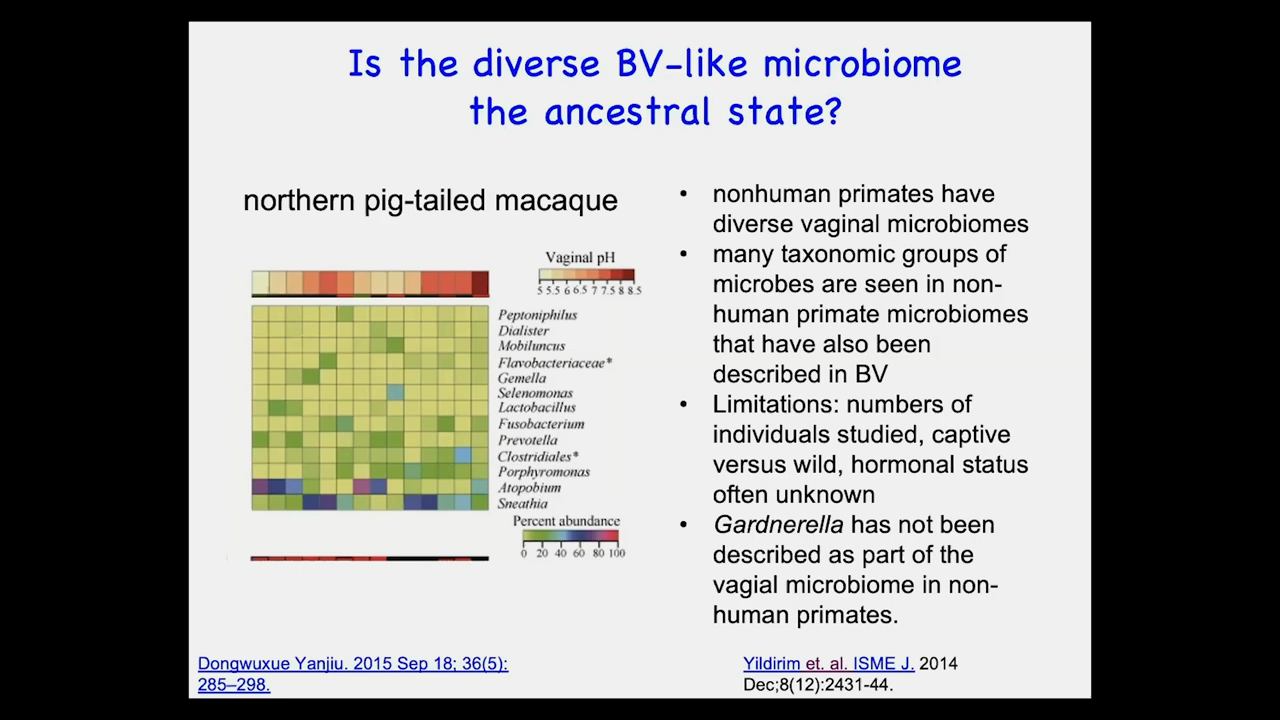 Is the diverse BV-like microbiome
the ancestral state?
northern pig-tailed macaque
Vaginal pH
5 5.5 6 6.5 7 7.5 8 8.5
Peptoniphilus
Dialister
Mobiluncus
Flavobacteriaceae*
Gemella
Selenomonas
Lactobacillus
Fusobacterium
Prevotella
Clostridiales*
Porphyromonas
Atopobium
Sneathia
Percent abundance
0 20 40 60 80 100
• nonhuman primates have
diverse vaginal microbiomes
• many taxonomic groups of
microbes are seen in non-
human primate microbiomes
that have also been
described in BV
• Limitations: numbers of
individuals studied, captive
versus wild, hormonal status
often unknown
• Gardnerella has not been
described as part of the
vagial microbiome in non-
human primates.
Dongwuxue Yanjiu. 2015 Sep 18; 36(5):
285–298.
Yildirim et. al. ISME J. 2014
Dec;8(12):2431-44.